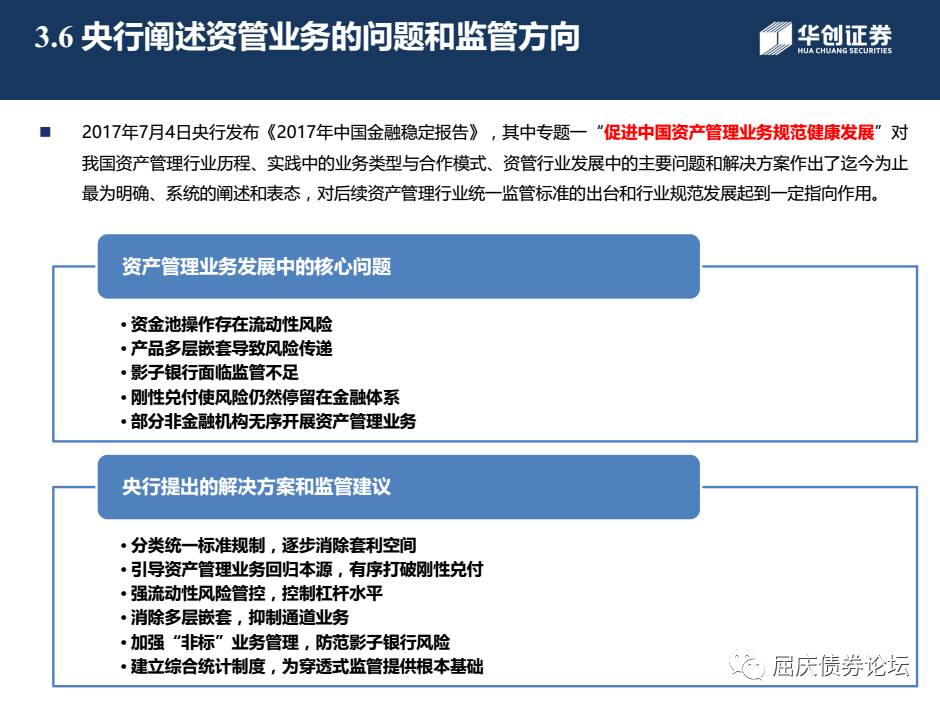 3.6 央行阐述资管业务的问题和监管方向
华创证券
HUA CHUANG SECURITIES
■ 2017年7月4日央行发布《2017年中国金融稳定报告》，其中专题一“促进中国资产管理业务规范健康发展”对
我国资产管理行业历程、实践中的业务类型与合作模式、资管行业发展中的主要问题和解决方案作出了迄今为止
最为明确、系统的阐述和表态，对后续资产管理行业统一监管标准的出台和行业规范发展起到一定指向作用。
资产管理业务发展中的核心问题
• 资金池操作存在流动性风险
• 产品多层嵌套导致风险传递
• 影子银行面临监管不足
• 刚性兑付使风险仍然停留在金融体系
• 部分非金融机构无序开展资产管理业务
央行提出的解决方案和监管建议
• 分类统一标准规制，逐步消除套利空间
• 引导资产管理业务回归本源，有序打破刚性兑付
• 强流动性风险管控，控制杠杆水平
• 消除多层嵌套，抑制通道业务
• 加强“非标”业务管理，防范影子银行风险
• 建立综合统计制度，为穿透式监管提供根本基础
屈庆债券论坛